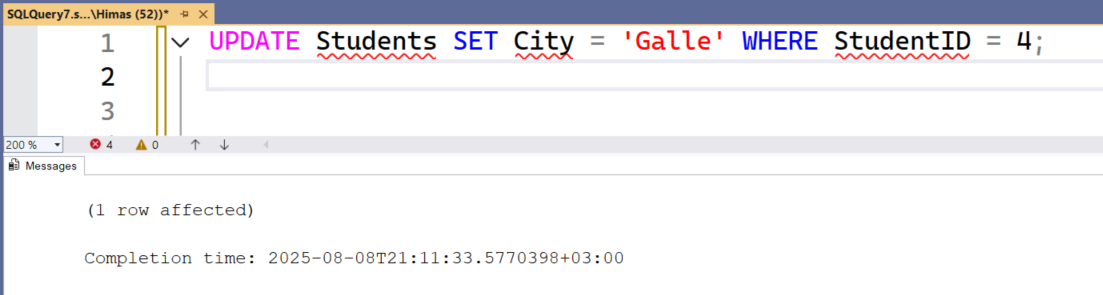 SQLQuery7.s...\Himas (52))*
1 UPDATE Students SET City = 'Galle' WHERE StudentID = 4;
2
3
200 % 4 0
Messages
(1 row affected)
Completion time: 2025-08-08T21:11:33.5770398+03:00